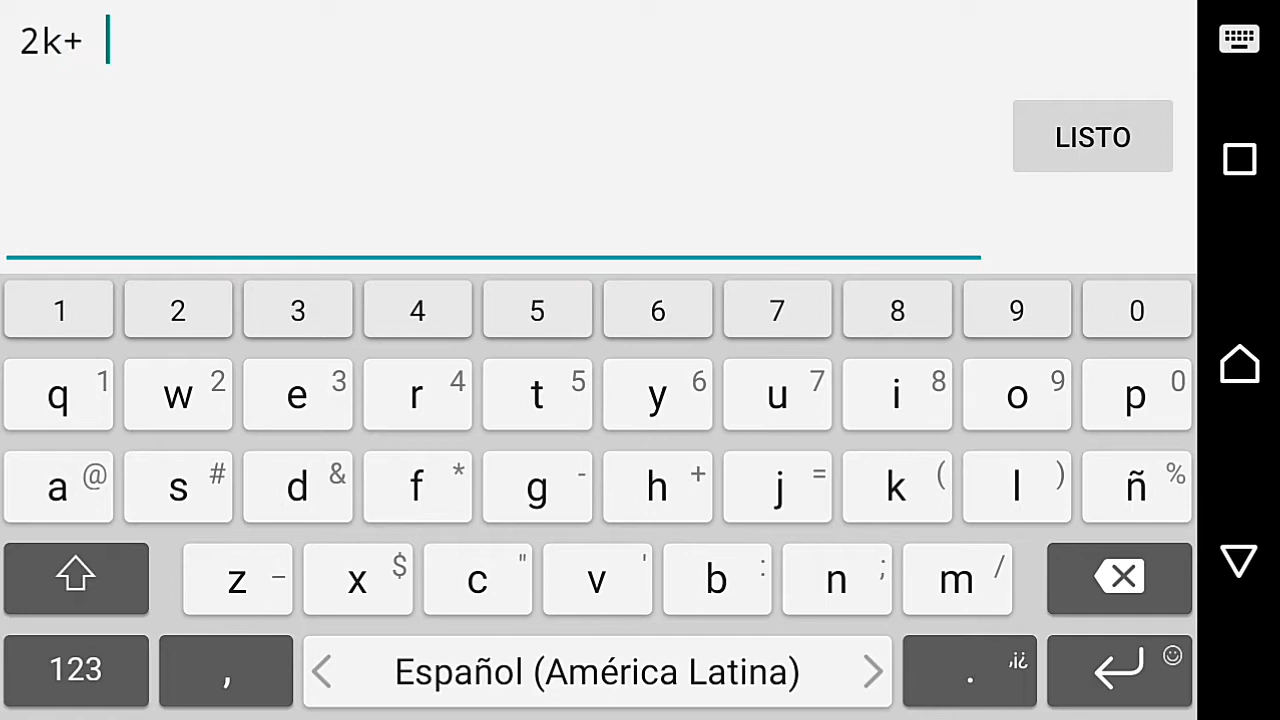 2k+
LISTO
1 2 3 4 5 6 7 8 9 0
q 1 w 2 e 3 r 4 t 5 y 6 u 7 i 8 o 9 p 0
a @ s # d & f * g - h + j = k ( l ) ñ %
z _ x $ c " v ' b : n ; m /
123 , Español (América Latina) . ,¡¿